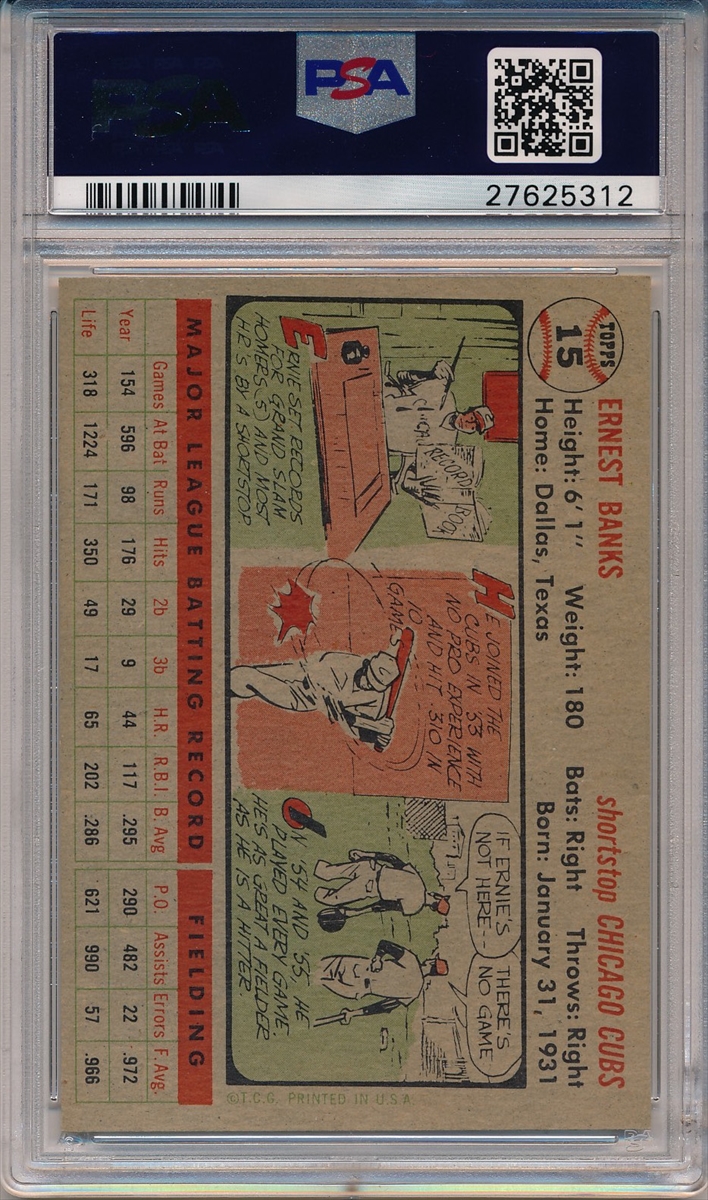 PSA
PSA
27625312
TOPPS
15
ERNEST BANKS
shortstop CHICAGO CUBS
Height: 6' 1" Weight: 180 Bats: Right Throws: Right
Home: Dallas, Texas Born: January 31, 1931
ERNIE SET RECORDS
FOR GRAND SLAM
HOMERS (5) AND MOST
HR'S BY A SHORTSTOP
CHICAG
RECORD BOOK
HE JOINED THE
CUBS IN '53 WITH
NO PRO EXPERIENCE
AND HIT .310 IN
10
GAMES
IF ERNIE'S
NOT HERE—
THERE'S
NO GAME
IN '54 AND '55, HE
PLAYED EVERY GAME.
HE'S AS GREAT A FIELDER
AS HE IS A HITTER.
MAJOR LEAGUE BATTING RECORD FIELDING
Games At Bat Runs Hits 2b 3b H.R. R.B.I. B. Avg P.O. Assists Errors F. Avg.
Year 154 596 98 176 29 9 44 117 .295 290 482 22 .972
Life 318 1224 171 350 49 17 65 202 .286 621 990 57 .966
©T.C.G. PRINTED IN U.S.A.